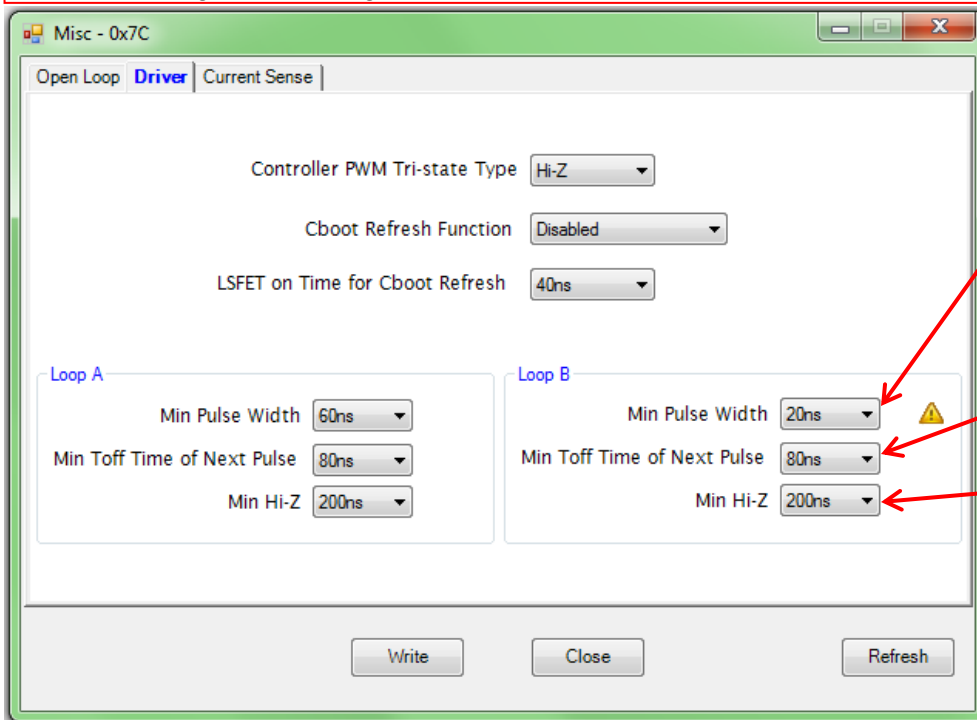 Misc - 0x7C
Open Loop Driver Current Sense
Controller PWM Tri-state Type Hi-Z
Cboot Refresh Function Disabled
LSFET on Time for Cboot Refresh 40ns
Loop A
Min Pulse Width 60ns
Min Toff Time of Next Pulse 80ns
Min Hi-Z 200ns
Loop B
Min Pulse Width 20ns
Min Toff Time of Next Pulse 80ns
Min Hi-Z 200ns
Write Close Refresh